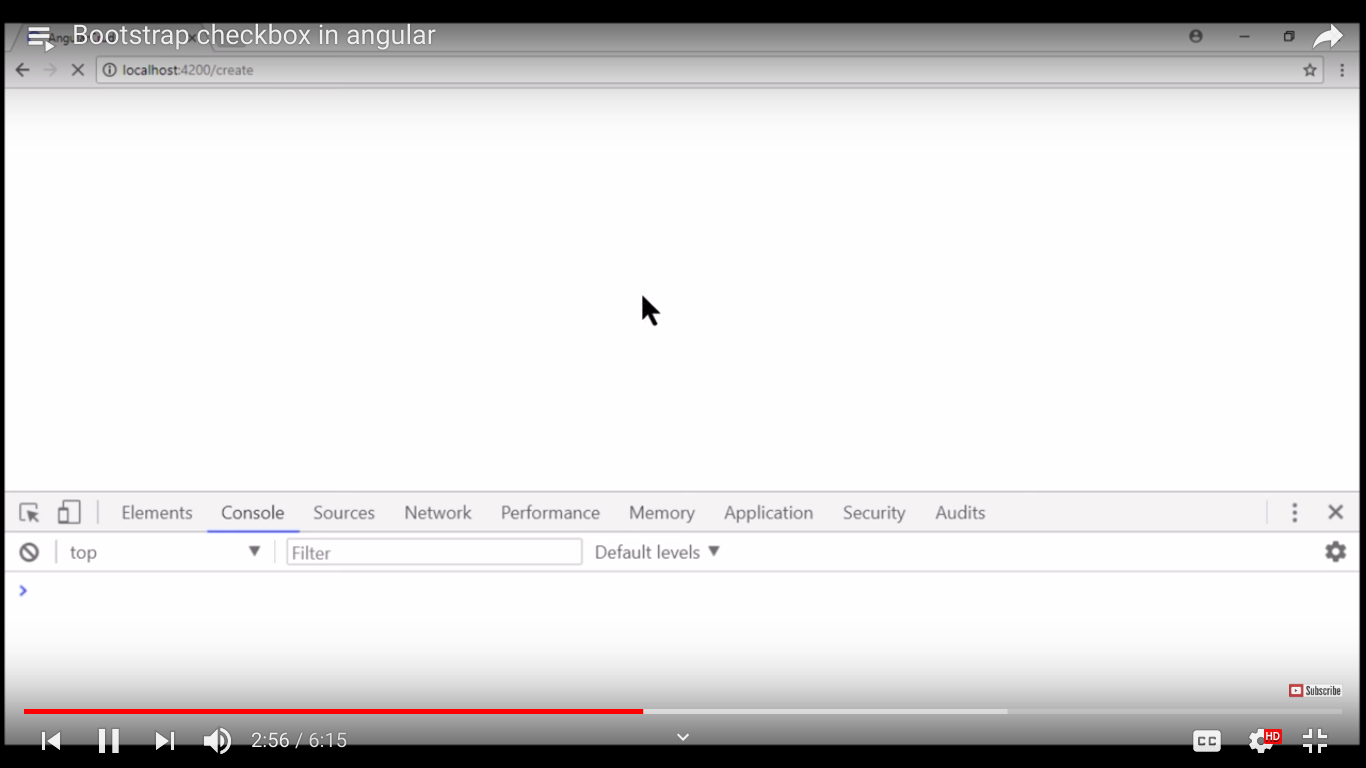 Bootstrap checkbox in angular
localhost:4200/create
Elements Console Sources Network Performance Memory Application Security Audits
top Filter Default levels
Subscribe
2:56 / 6:15 CC HD